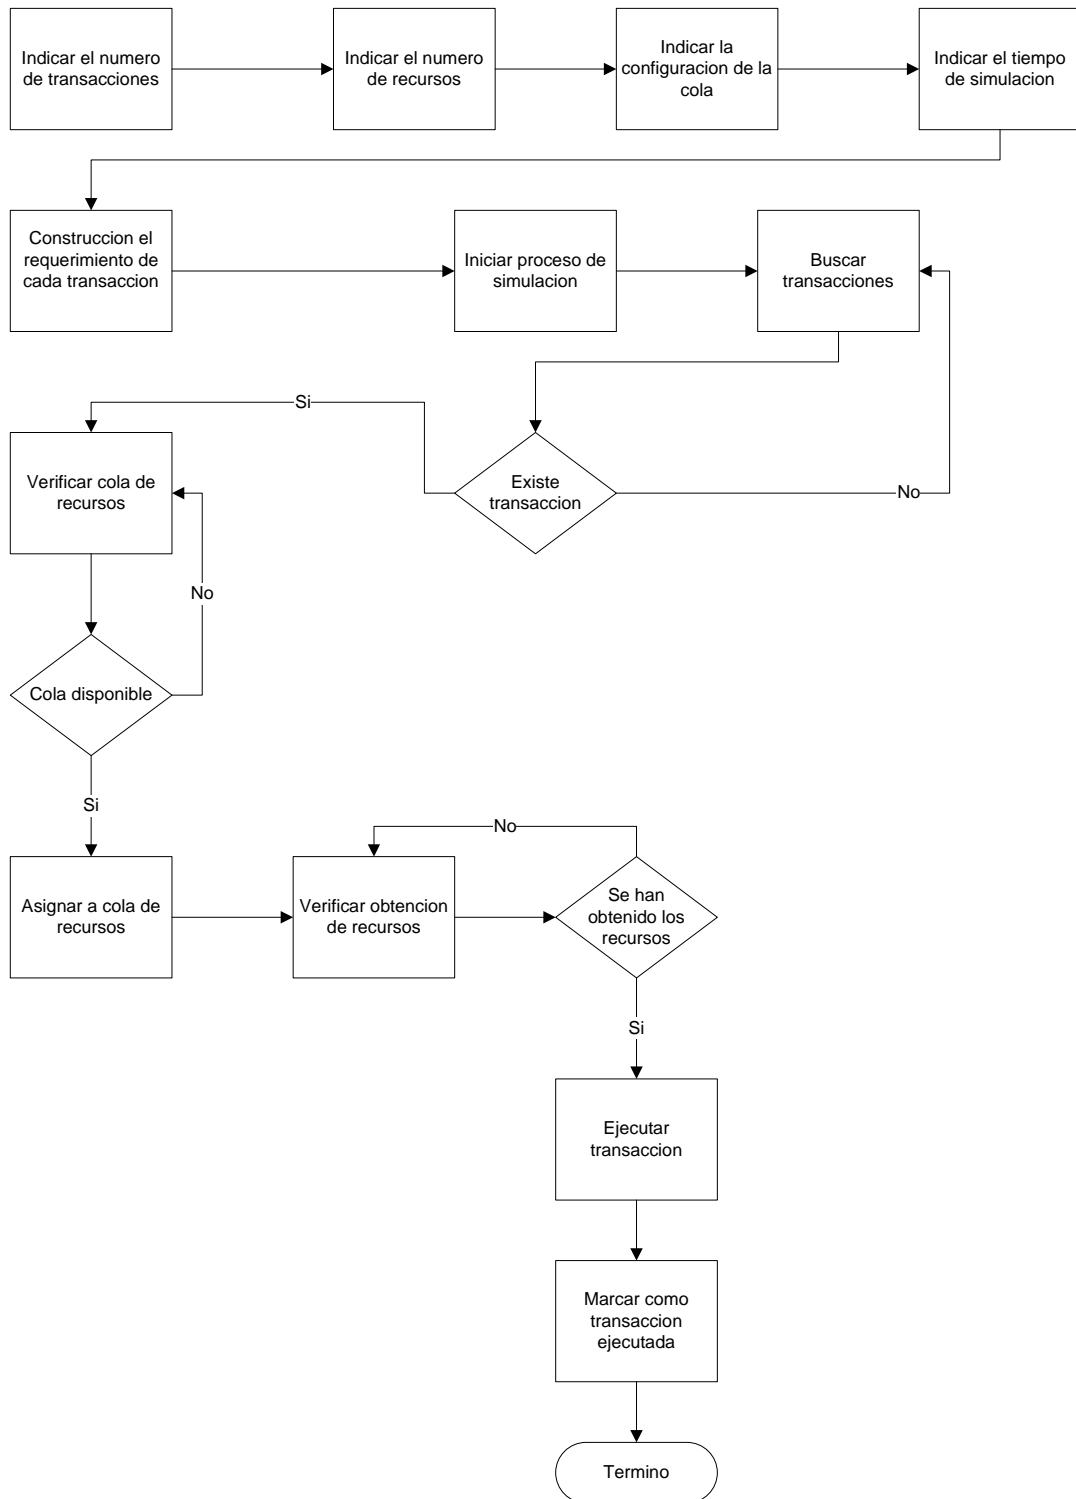 Indicar el numero
de transacciones
Indicar el numero
de recursos
Indicar la
configuracion de la
cola
Indicar el tiempo
de simulacion
Construccion el
requerimiento de
cada transaccion
Iniciar proceso de
simulacion
Buscar
transacciones
Si
Existe
transaccion
No
Verificar cola de
recursos
No
Cola disponible
Si
No
Asignar a cola de
recursos
Verificar obtencion
de recursos
Se han
obtenido los
recursos
Si
Ejecutar
transaccion
Marcar como
transaccion
ejecutada
Termino